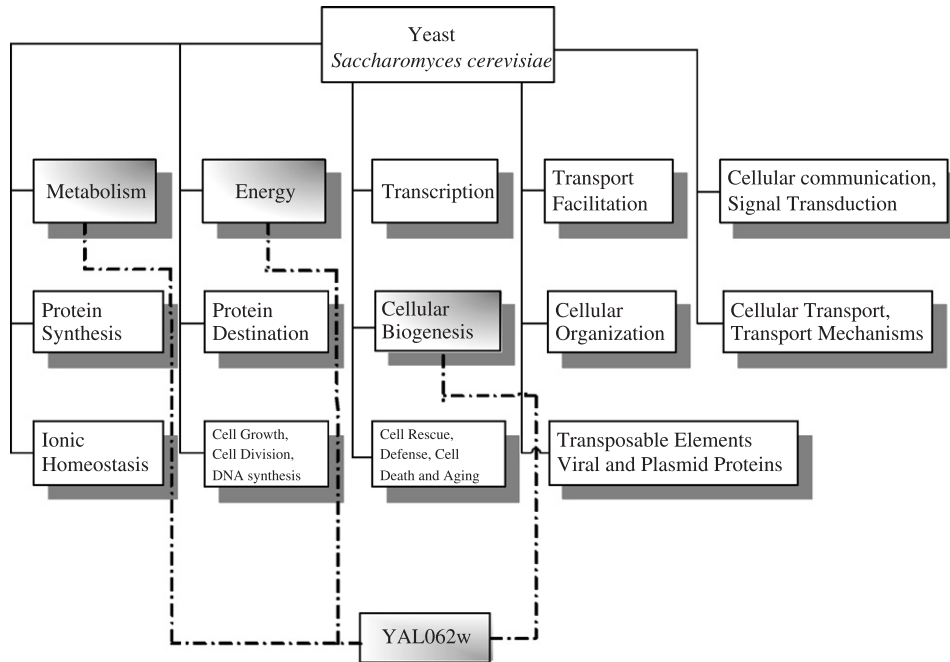 Yeast
Saccharomyces cerevisiae
Metabolism
Energy
Transcription
Transport
Facilitation
Cellular communication,
Signal Transduction
Protein
Synthesis
Protein
Destination
Cellular
Biogenesis
Cellular
Organization
Cellular Transport,
Transport Mechanisms
Ionic
Homeostasis
Cell Growth,
Cell Division,
DNA synthesis
Cell Rescue,
Defense, Cell
Death and Aging
Transposable Elements
Viral and Plasmid Proteins
YAL062w